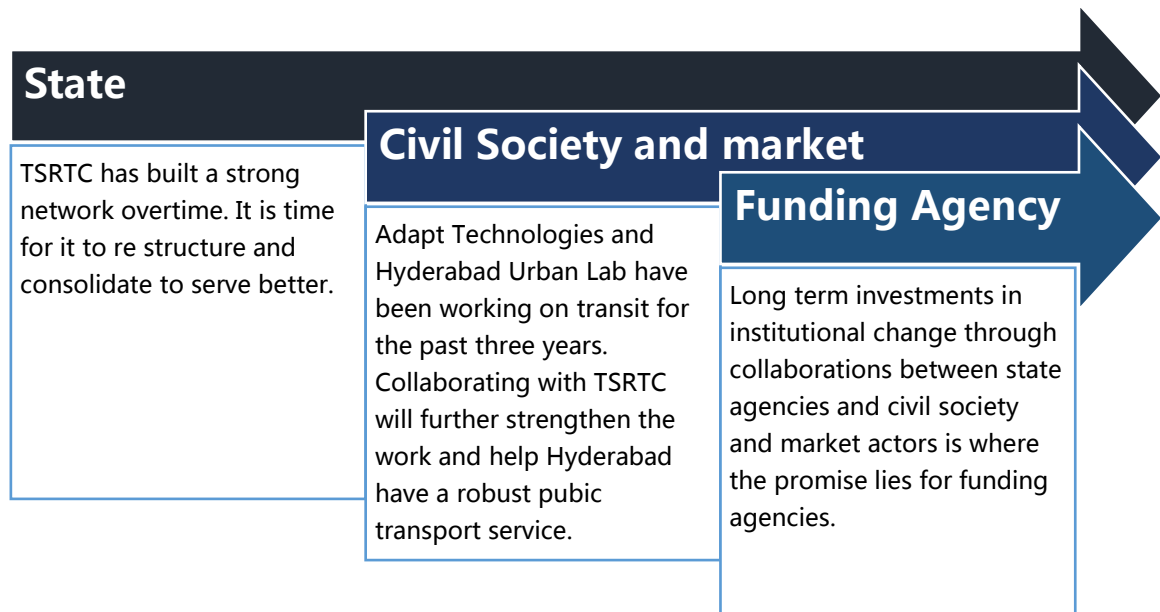 State
TSRTC has built a strong
network overtime. It is time
for it to re structure and
consolidate to serve better.
Civil Society and market
Adapt Technologies and
Hyderabad Urban Lab have
been working on transit for
the past three years.
Collaborating with TSRTC
will further strengthen the
work and help Hyderabad
have a robust pubic
transport service.
Funding Agency
Long term investments in
institutional change through
collaborations between state
agencies and civil society
and market actors is where
the promise lies for funding
agencies.